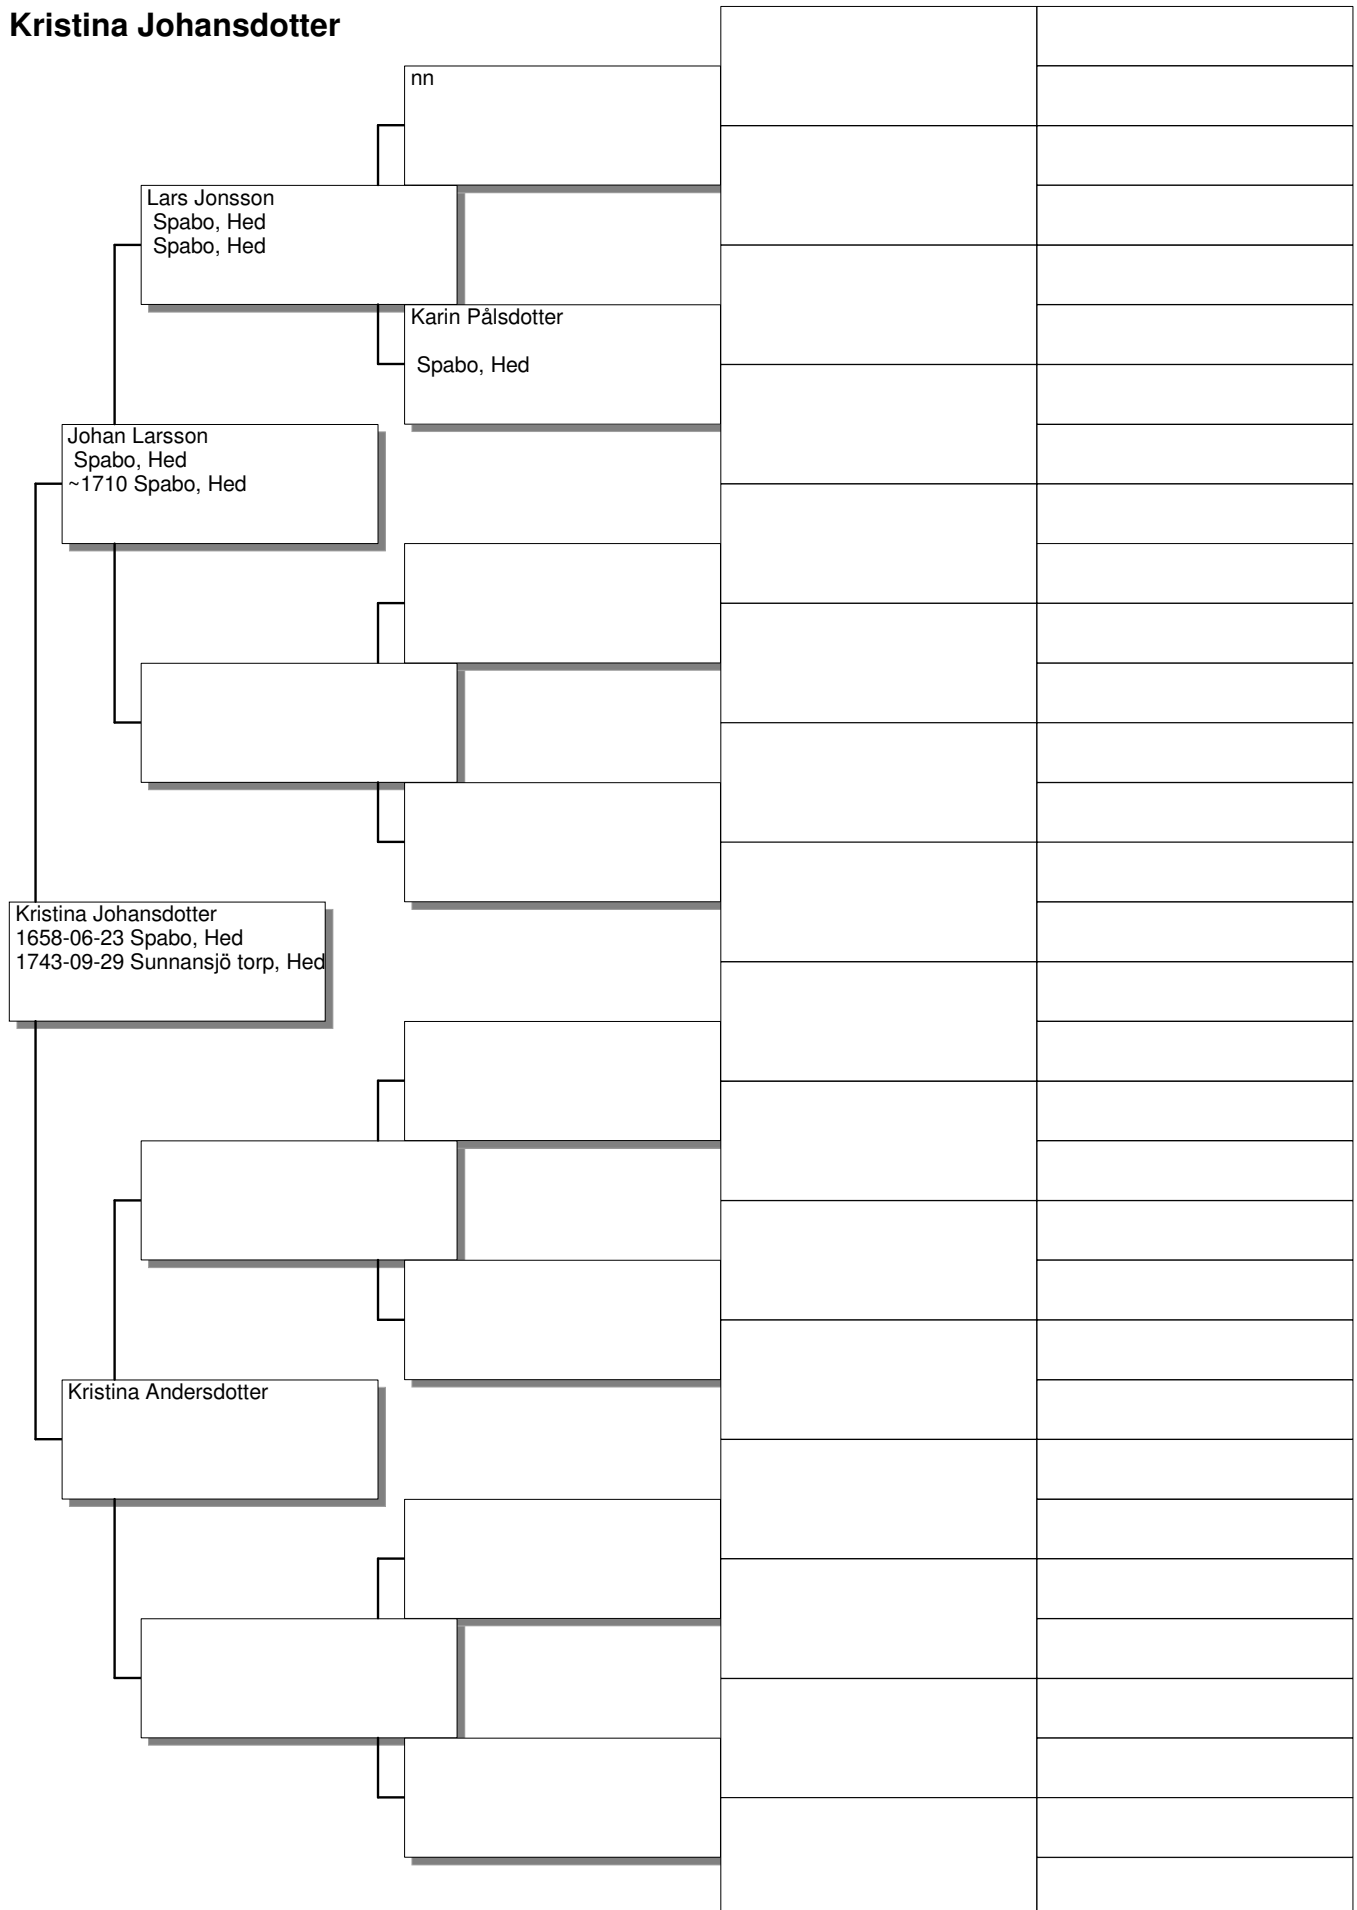 Kristina Johansdotter
nn
Lars Jonsson
Spabo, Hed
Spabo, Hed
Karin Pålsdotter
Spabo, Hed
Johan Larsson
Spabo, Hed
~1710 Spabo, Hed
Kristina Johansdotter
1658-06-23 Spabo, Hed
1743-09-29 Sunnansjö torp, Hed
Kristina Andersdotter